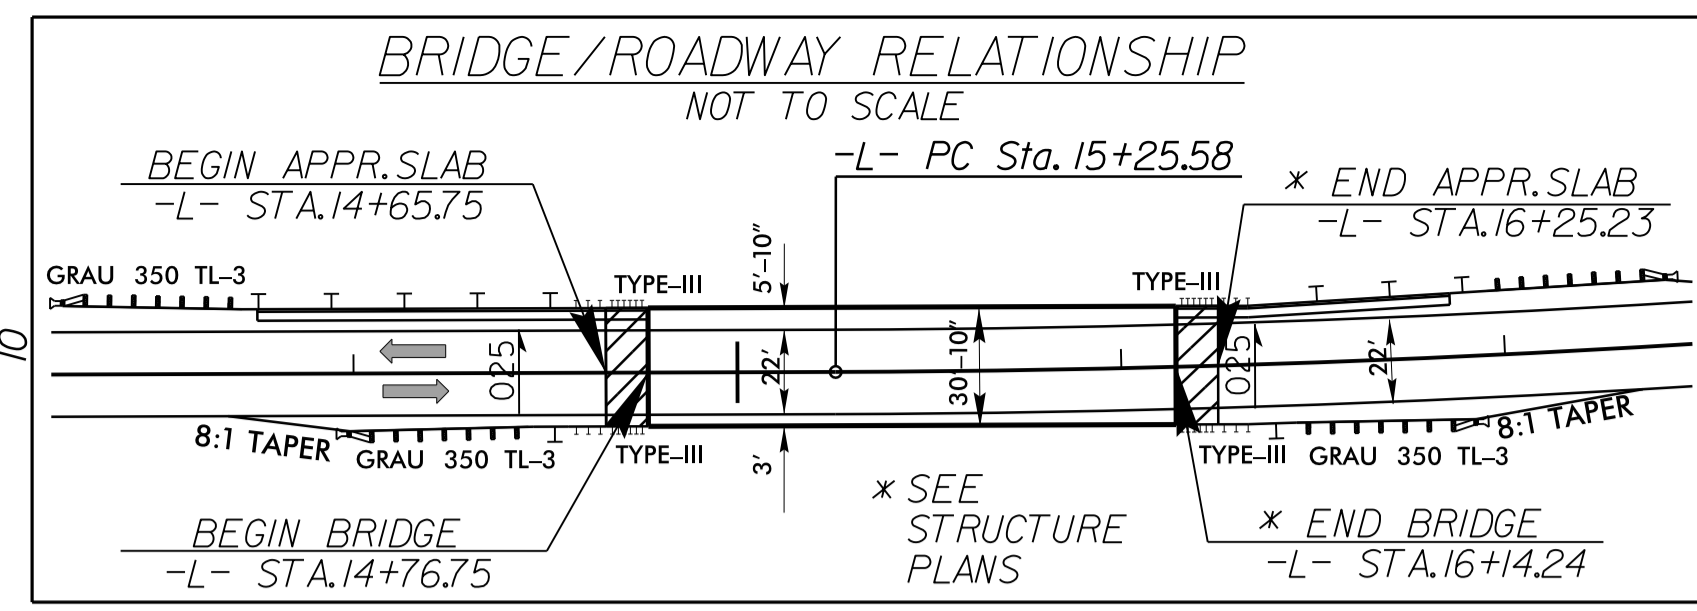 BRIDGE/ROADWAY RELATIONSHIP
NOT TO SCALE
-L- PC Sta. 15+25.58
BEGIN APPR. SLAB
-L- STA. 14+65.75
* END APPR. SLAB
-L- STA. 16+25.23
GRAU 350 TL-3
TYPE-III
5'-10"
TYPE-III
10
025
22'
30'-10"
025
22'
8:1 TAPER
GRAU 350 TL-3
TYPE-III
3'
TYPE-III
GRAU 350 TL-3
8:1 TAPER
* SEE
STRUCTURE
PLANS
BEGIN BRIDGE
-L- STA. 14+76.75
* END BRIDGE
-L- STA. 16+14.24